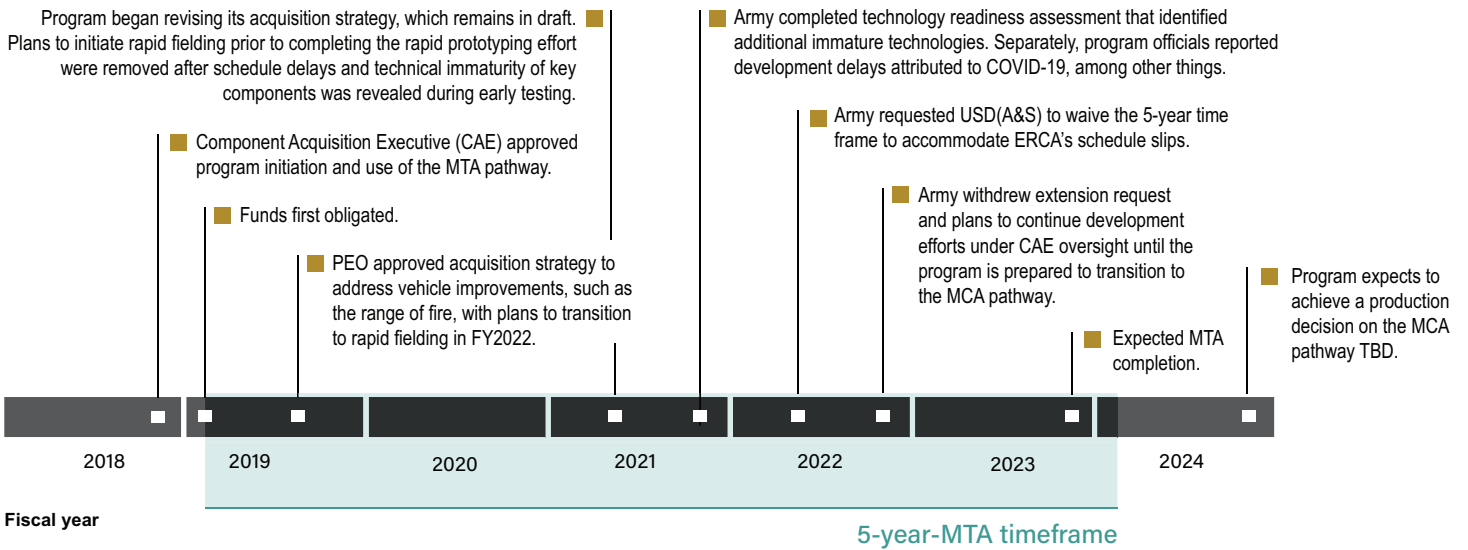 Program began revising its acquisition strategy, which remains in draft.
Plans to initiate rapid fielding prior to completing the rapid prototyping effort
were removed after schedule delays and technical immaturity of key
components was revealed during early testing.
Army completed technology readiness assessment that identified
additional immature technologies. Separately, program officials reported
development delays attributed to COVID-19, among other things.
Component Acquisition Executive (CAE) approved
program initiation and use of the MTA pathway.
Army requested USD(A&S) to waive the 5-year time
frame to accommodate ERCA's schedule slips.
Funds first obligated.
Army withdrew extension request
and plans to continue development
efforts under CAE oversight until the
program is prepared to transition to
the MCA pathway.
PEO approved acquisition strategy to
address vehicle improvements, such as
the range of fire, with plans to transition
to rapid fielding in FY2022.
Program expects to
achieve a production
decision on the MCA
pathway TBD.
Expected MTA
completion.
2018 2019 2020 2021 2022 2023 2024
Fiscal year
5-year-MTA timeframe